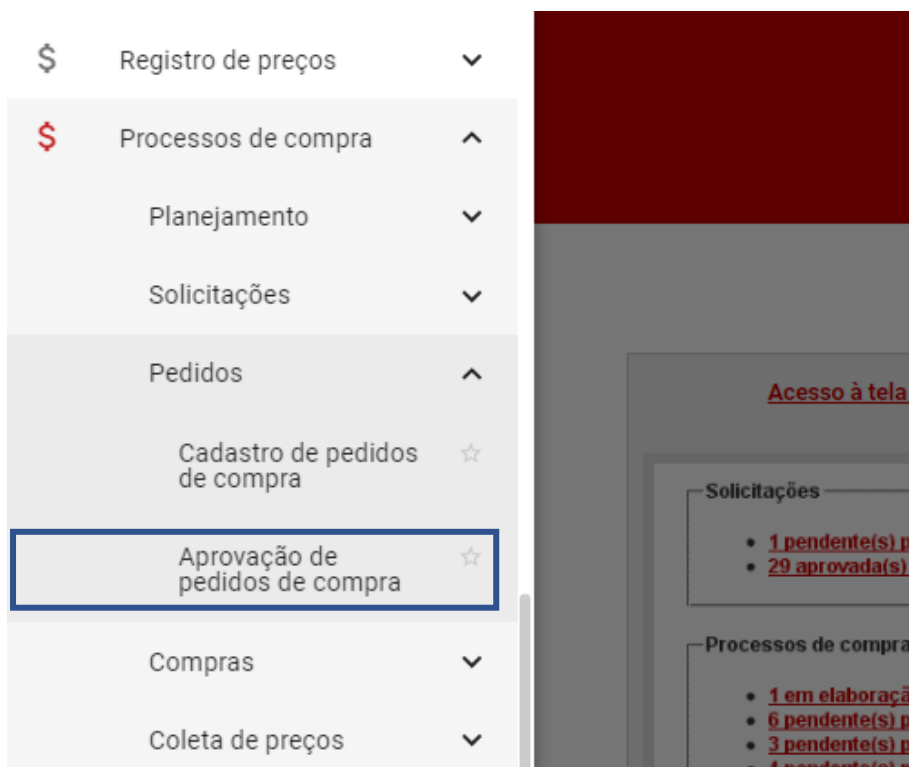 $ Registro de preços
$ Processos de compra
Planejamento
Solicitações
Pedidos
Cadastro de pedidos
de compra
Aprovação de
pedidos de compra
Compras
Coleta de preços
Acesso à tela
Solicitações
1 pendente(s)
29 aprovada(s)
Processos de compra
1 em
6 pendente(s)
3 pendente(s)